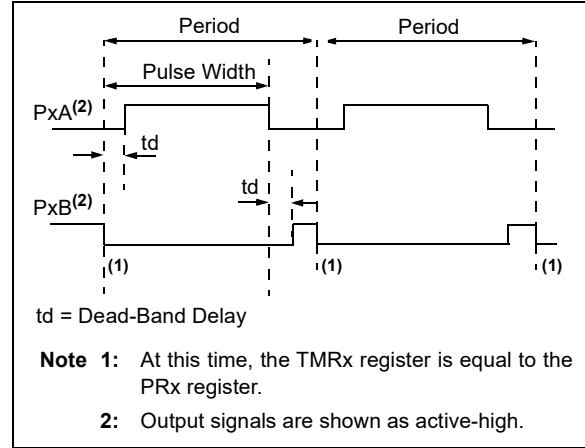 Period Period
Pulse Width
PxA(2)
td
td
PxB(2)
(1) (1) (1)
td = Dead-Band Delay
Note 1: At this time, the TMRx register is equal to the
PRx register.
2: Output signals are shown as active-high.